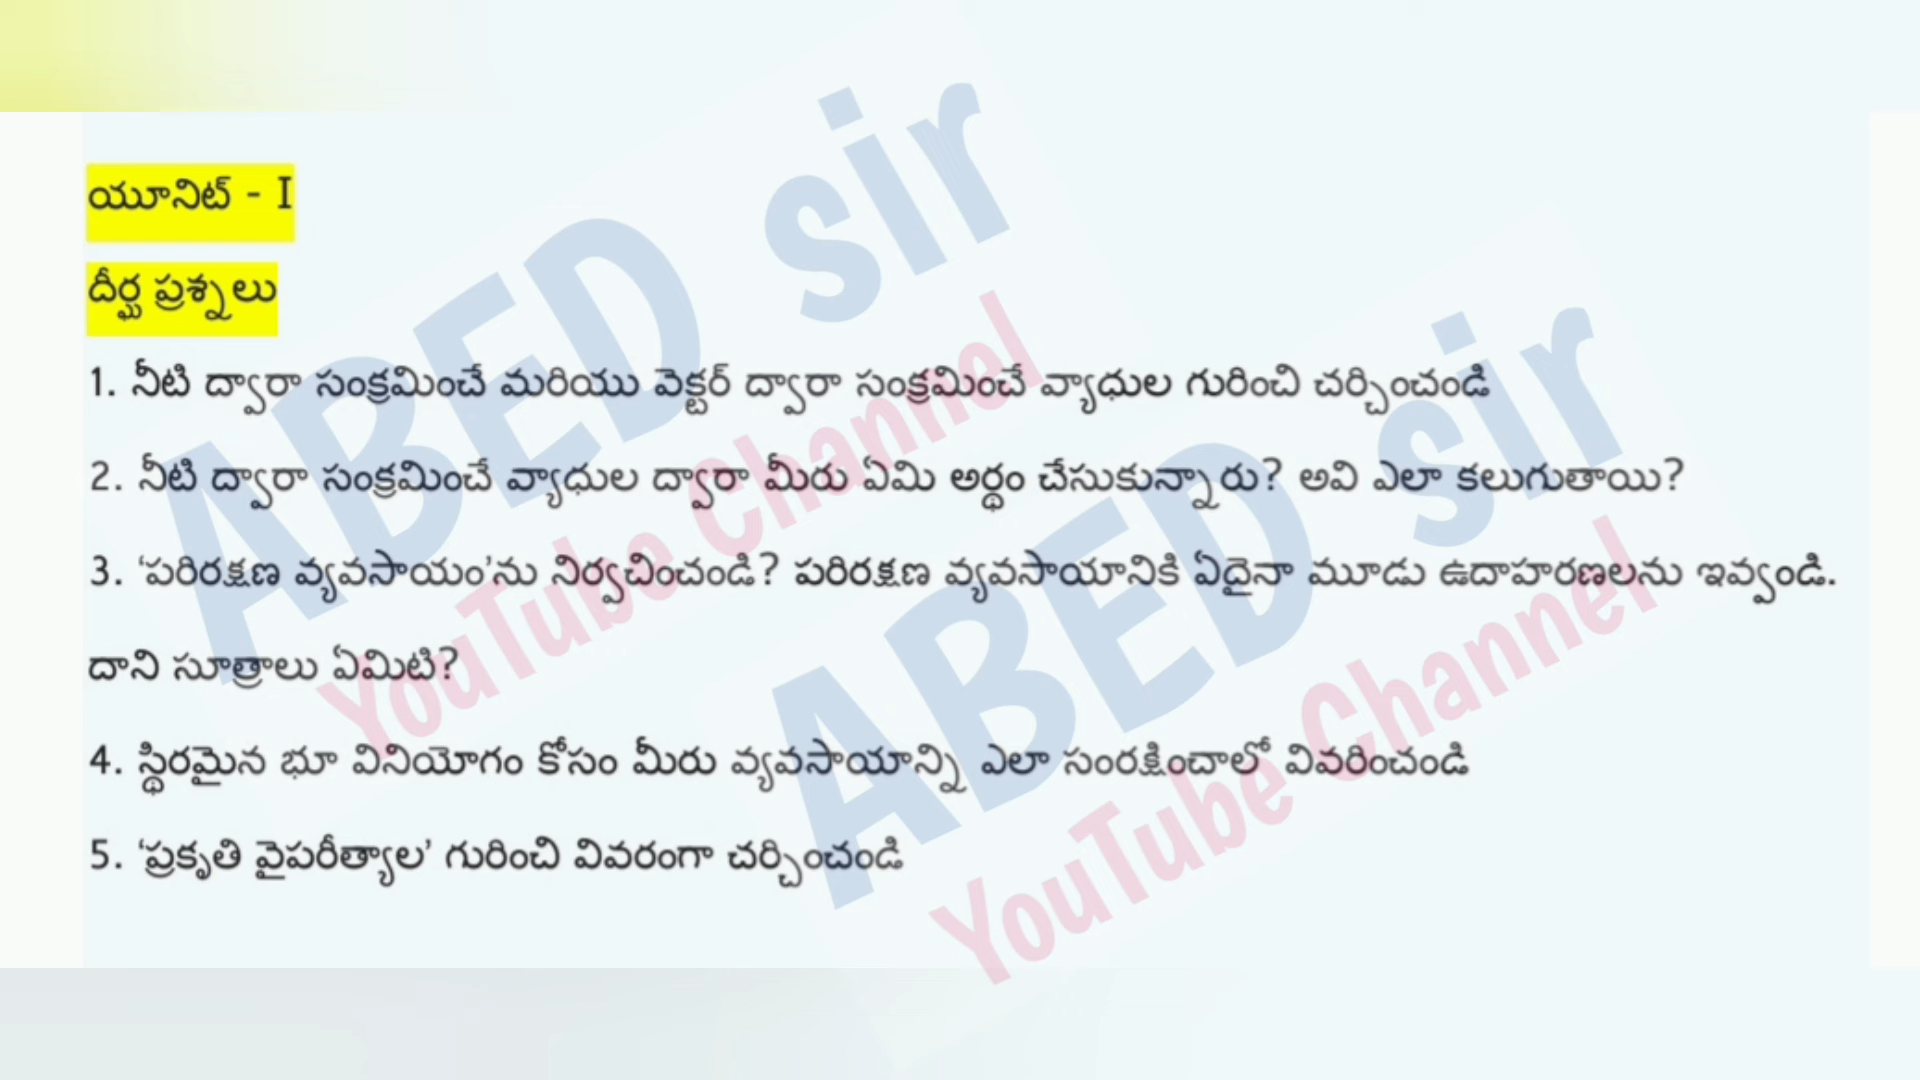 యూనిట్ - I
దీర్ఘ ప్రశ్నలు
1. నీటి ద్వారా సంక్రమించే మరియు వెక్టర్ ద్వారా సంక్రమించే వ్యాధుల గురించి చర్చించండి
2. నీటి ద్వారా సంక్రమించే వ్యాధుల ద్వారా మీరు ఏమి అర్థం చేసుకున్నారు? అవి ఎలా కలుగుతాయి?
3. ‘పరిరక్షణ వ్యవసాయం’ను నిర్వచించండి? పరిరక్షణ వ్యవసాయానికి ఏదైనా మూడు ఉదాహరణలను ఇవ్వండి.
దాని సూత్రాలు ఏమిటి?
4. స్థిరమైన భూ వినియోగం కోసం మీరు వ్యవసాయాన్ని ఎలా సంరక్షించాలో వివరించండి
5. ‘ప్రకృతి వైపరీత్యాల’ గురించి వివరంగా చర్చించండి
ABED sir
YouTube Channel
ABED sir
YouTube Channel